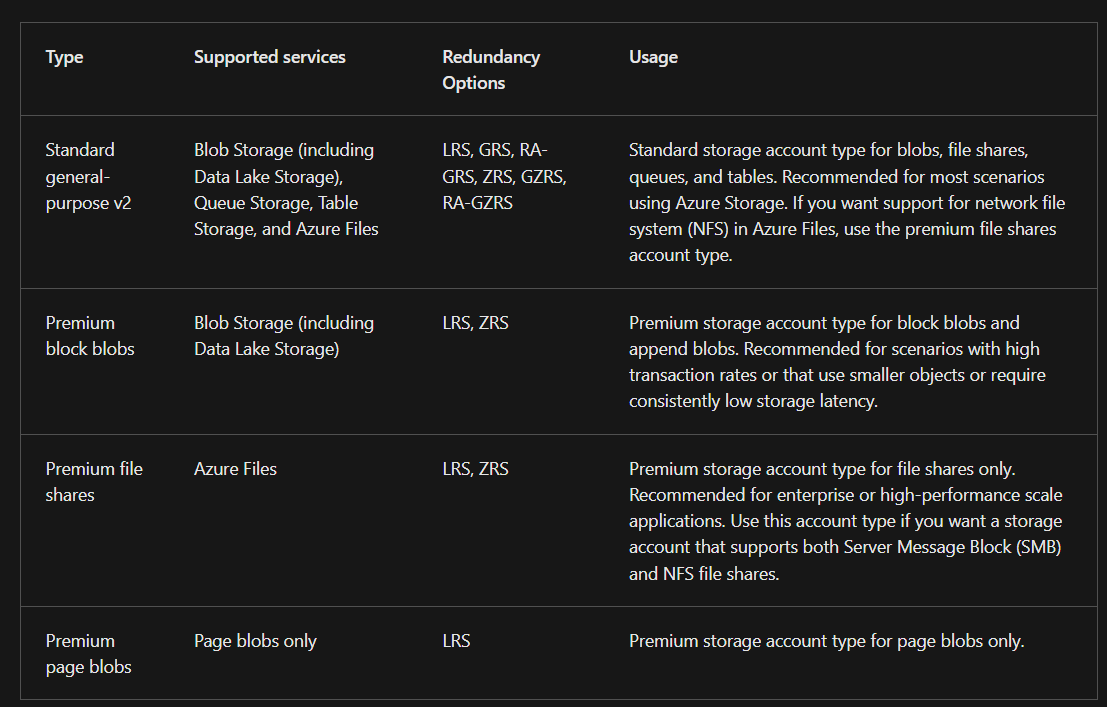 Type
Supported services
Redundancy
Options
Usage
Standard
general-
purpose v2
Blob Storage (including
Data Lake Storage),
Queue Storage, Table
Storage, and Azure Files
LRS, GRS, RA-
GRS, ZRS, GZRS,
RA-GZRS
Standard storage account type for blobs, file shares,
queues, and tables. Recommended for most scenarios
using Azure Storage. If you want support for network file
system (NFS) in Azure Files, use the premium file shares
account type.
Premium
block blobs
Blob Storage (including
Data Lake Storage)
LRS, ZRS
Premium storage account type for block blobs and
append blobs. Recommended for scenarios with high
transaction rates or that use smaller objects or require
consistently low storage latency.
Premium file
shares
Azure Files
LRS, ZRS
Premium storage account type for file shares only.
Recommended for enterprise or high-performance scale
applications. Use this account type if you want a storage
account that supports both Server Message Block (SMB)
and NFS file shares.
Premium
page blobs
Page blobs only
LRS
Premium storage account type for page blobs only.